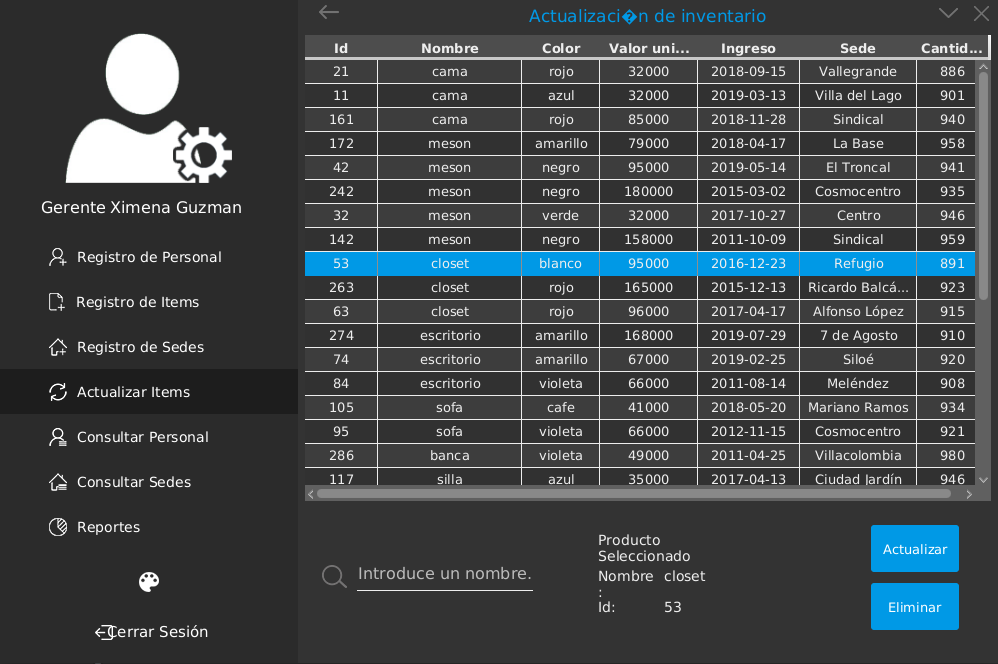 Gerente Ximena Guzman
Registro de Personal
Registro de Items
Registro de Sedes
Actualizar Items
Consultar Personal
Consultar Sedes
Reportes
Cerrar Sesión
Actualizaci�n de inventario
Id Nombre Color Valor uni... Ingreso Sede Cantid...
21 cama rojo 32000 2018-09-15 Vallegrande 886
11 cama azul 32000 2019-03-13 Villa del Lago 901
161 cama rojo 85000 2018-11-28 Sindical 940
172 meson amarillo 79000 2018-04-17 La Base 958
42 meson negro 95000 2019-05-14 El Troncal 941
242 meson negro 180000 2015-03-02 Cosmocentro 935
32 meson verde 32000 2017-10-27 Centro 946
142 meson negro 158000 2011-10-09 Sindical 959
53 closet blanco 95000 2016-12-23 Refugio 891
263 closet rojo 165000 2015-12-13 Ricardo Balcá... 923
63 closet rojo 96000 2017-04-17 Alfonso López 915
274 escritorio amarillo 168000 2019-07-29 7 de Agosto 910
74 escritorio amarillo 67000 2019-02-25 Siloé 920
84 escritorio violeta 66000 2011-08-14 Meléndez 908
105 sofa cafe 41000 2018-05-20 Mariano Ramos 934
95 sofa violeta 66000 2012-11-15 Cosmocentro 921
286 banca violeta 49000 2011-04-25 Villacolombia 980
117 silla azul 35000 2017-04-13 Ciudad Jardín 946
Introduce un nombre.
Producto
Seleccionado
Nombre closet
:
Id: 53
Actualizar
Eliminar